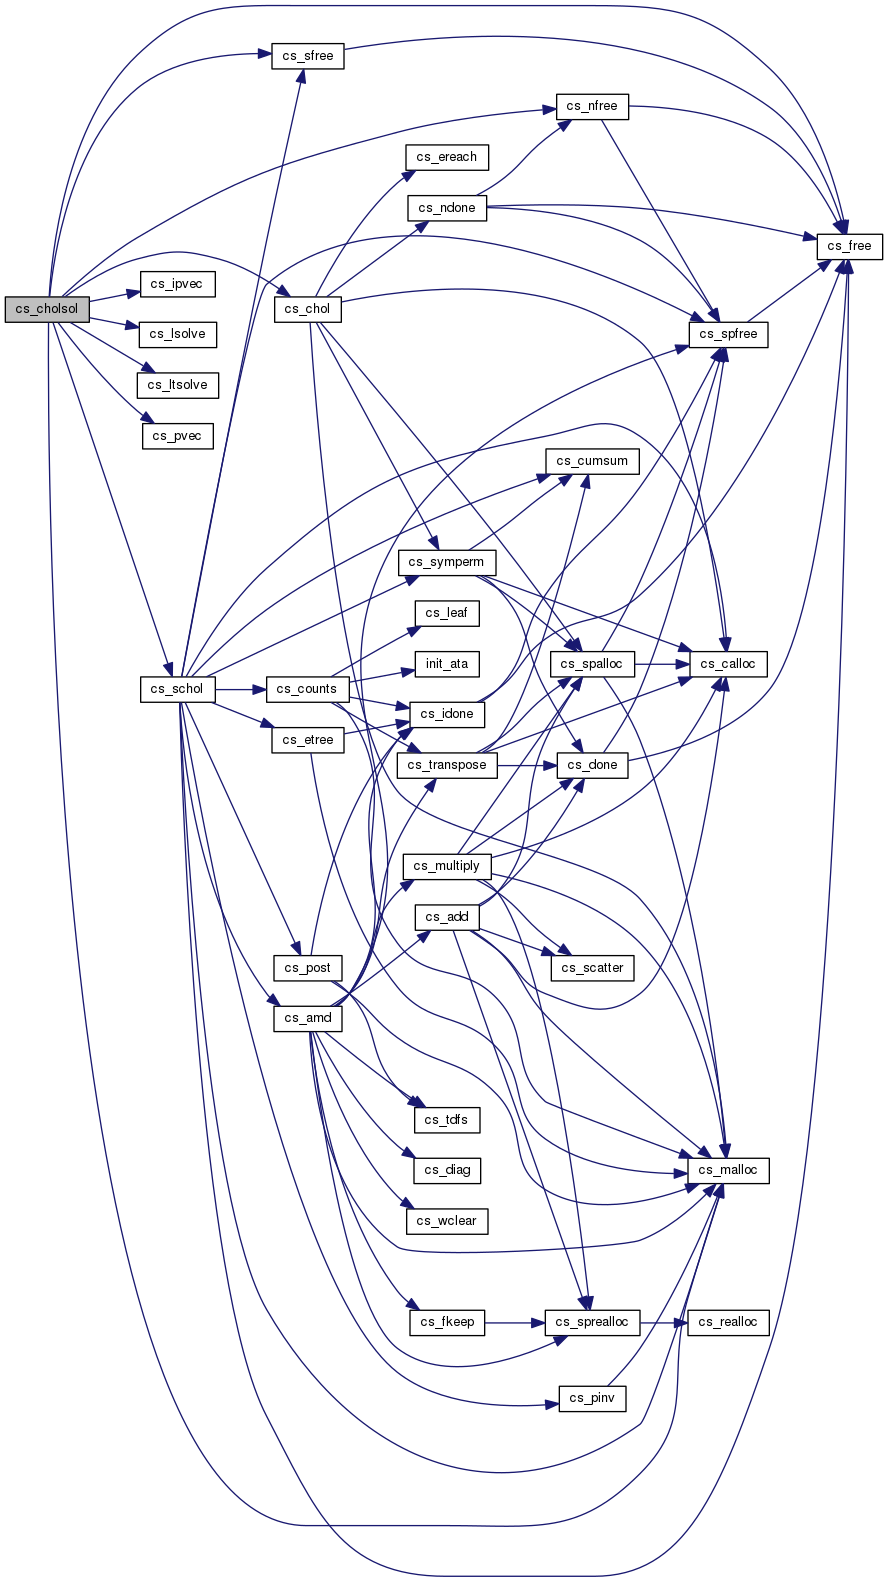 cs_sfree
cs_nfree
cs_ereach
cs_ndone
cs_free
cs_ipvec
cs_cholsol
cs_chol
cs_lsolve
cs_spfree
cs_ltsolve
cs_pvec
cs_cumsum
cs_symperm
cs_leaf
init_ata
cs_spalloc
cs_calloc
cs_schol
cs_counts
cs_idone
cs_etree
cs_transpose
cs_done
cs_multiply
cs_add
cs_post
cs_scatter
cs_amd
cs_tdfs
cs_diag
cs_malloc
cs_wclear
cs_fkeep
cs_sprealloc
cs_realloc
cs_pinv